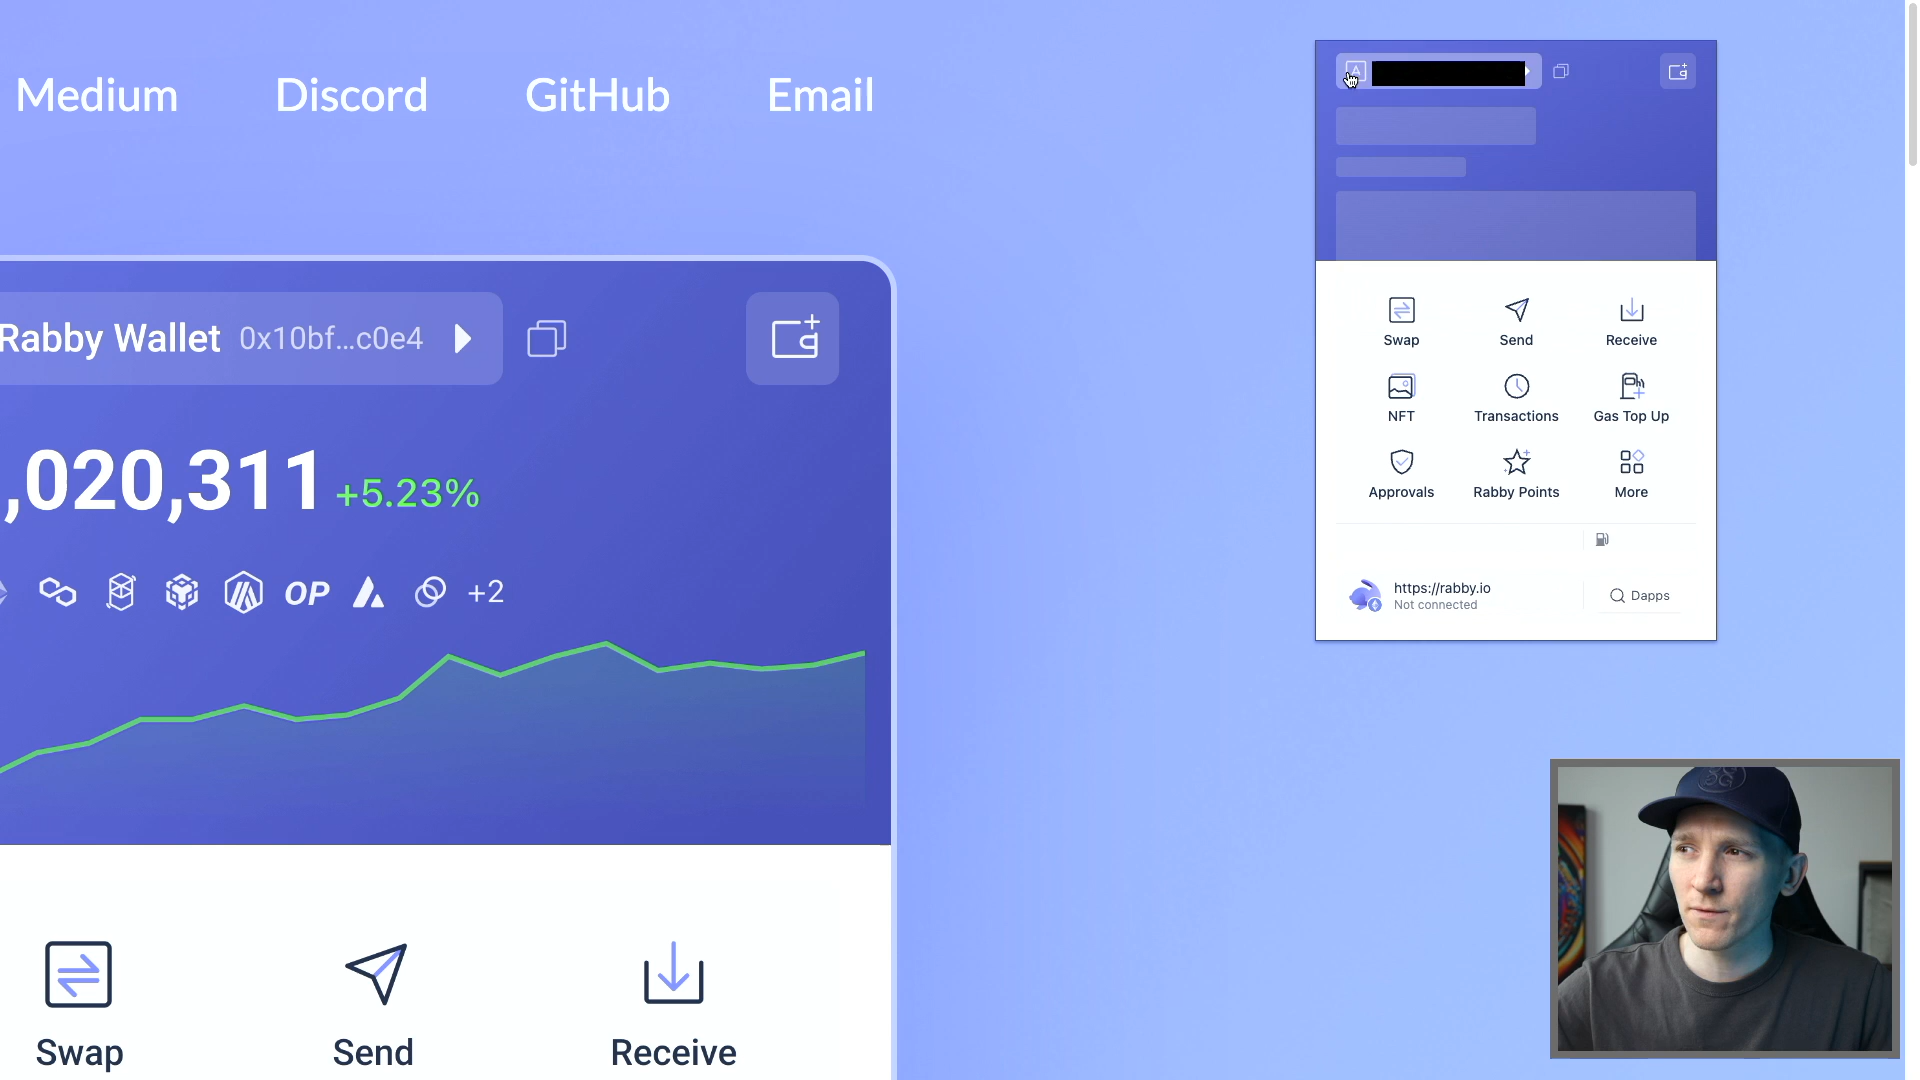 Medium Discord GitHub Email
Rabby Wallet 0x10bf...c0e4
,020,311 +5.23%
OP +2
Swap Send Receive
Swap Send Receive
NFT Transactions Gas Top Up
Approvals Rabby Points More
https://rabby.io
Not connected
Dapps